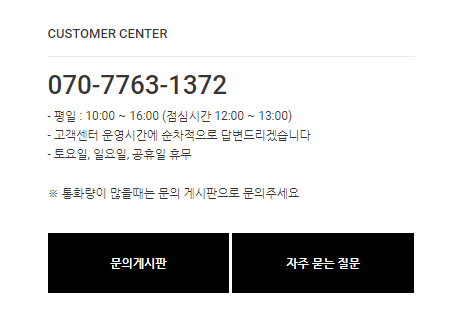 CUSTOMER CENTER
070-7763-1372
- 평일 : 10:00 ~ 16:00 (점심시간 12:00 ~ 13:00)
- 고객센터 운영시간에 순차적으로 답변드리겠습니다
- 토요일, 일요일, 공휴일 휴무
※ 통화량이 많을때는 문의 게시판으로 문의주세요
문의게시판
자주 묻는 질문